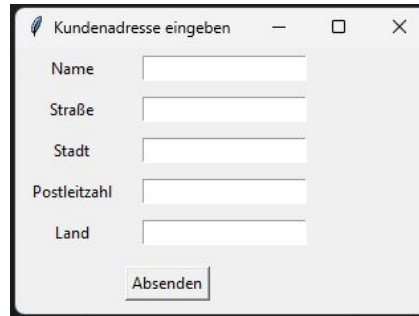 Kundenadresse eingeben
Name
Straße
Stadt
Postleitzahl
Land
Absenden